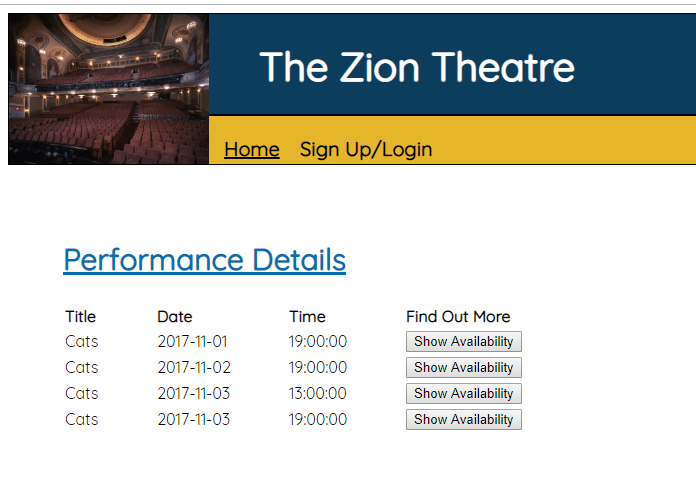 The Zion Theatre
Home Sign Up/Login
Performance Details
Title Date Time Find Out More
Cats 2017-11-01 19:00:00 Show Availability
Cats 2017-11-02 19:00:00 Show Availability
Cats 2017-11-03 13:00:00 Show Availability
Cats 2017-11-03 19:00:00 Show Availability